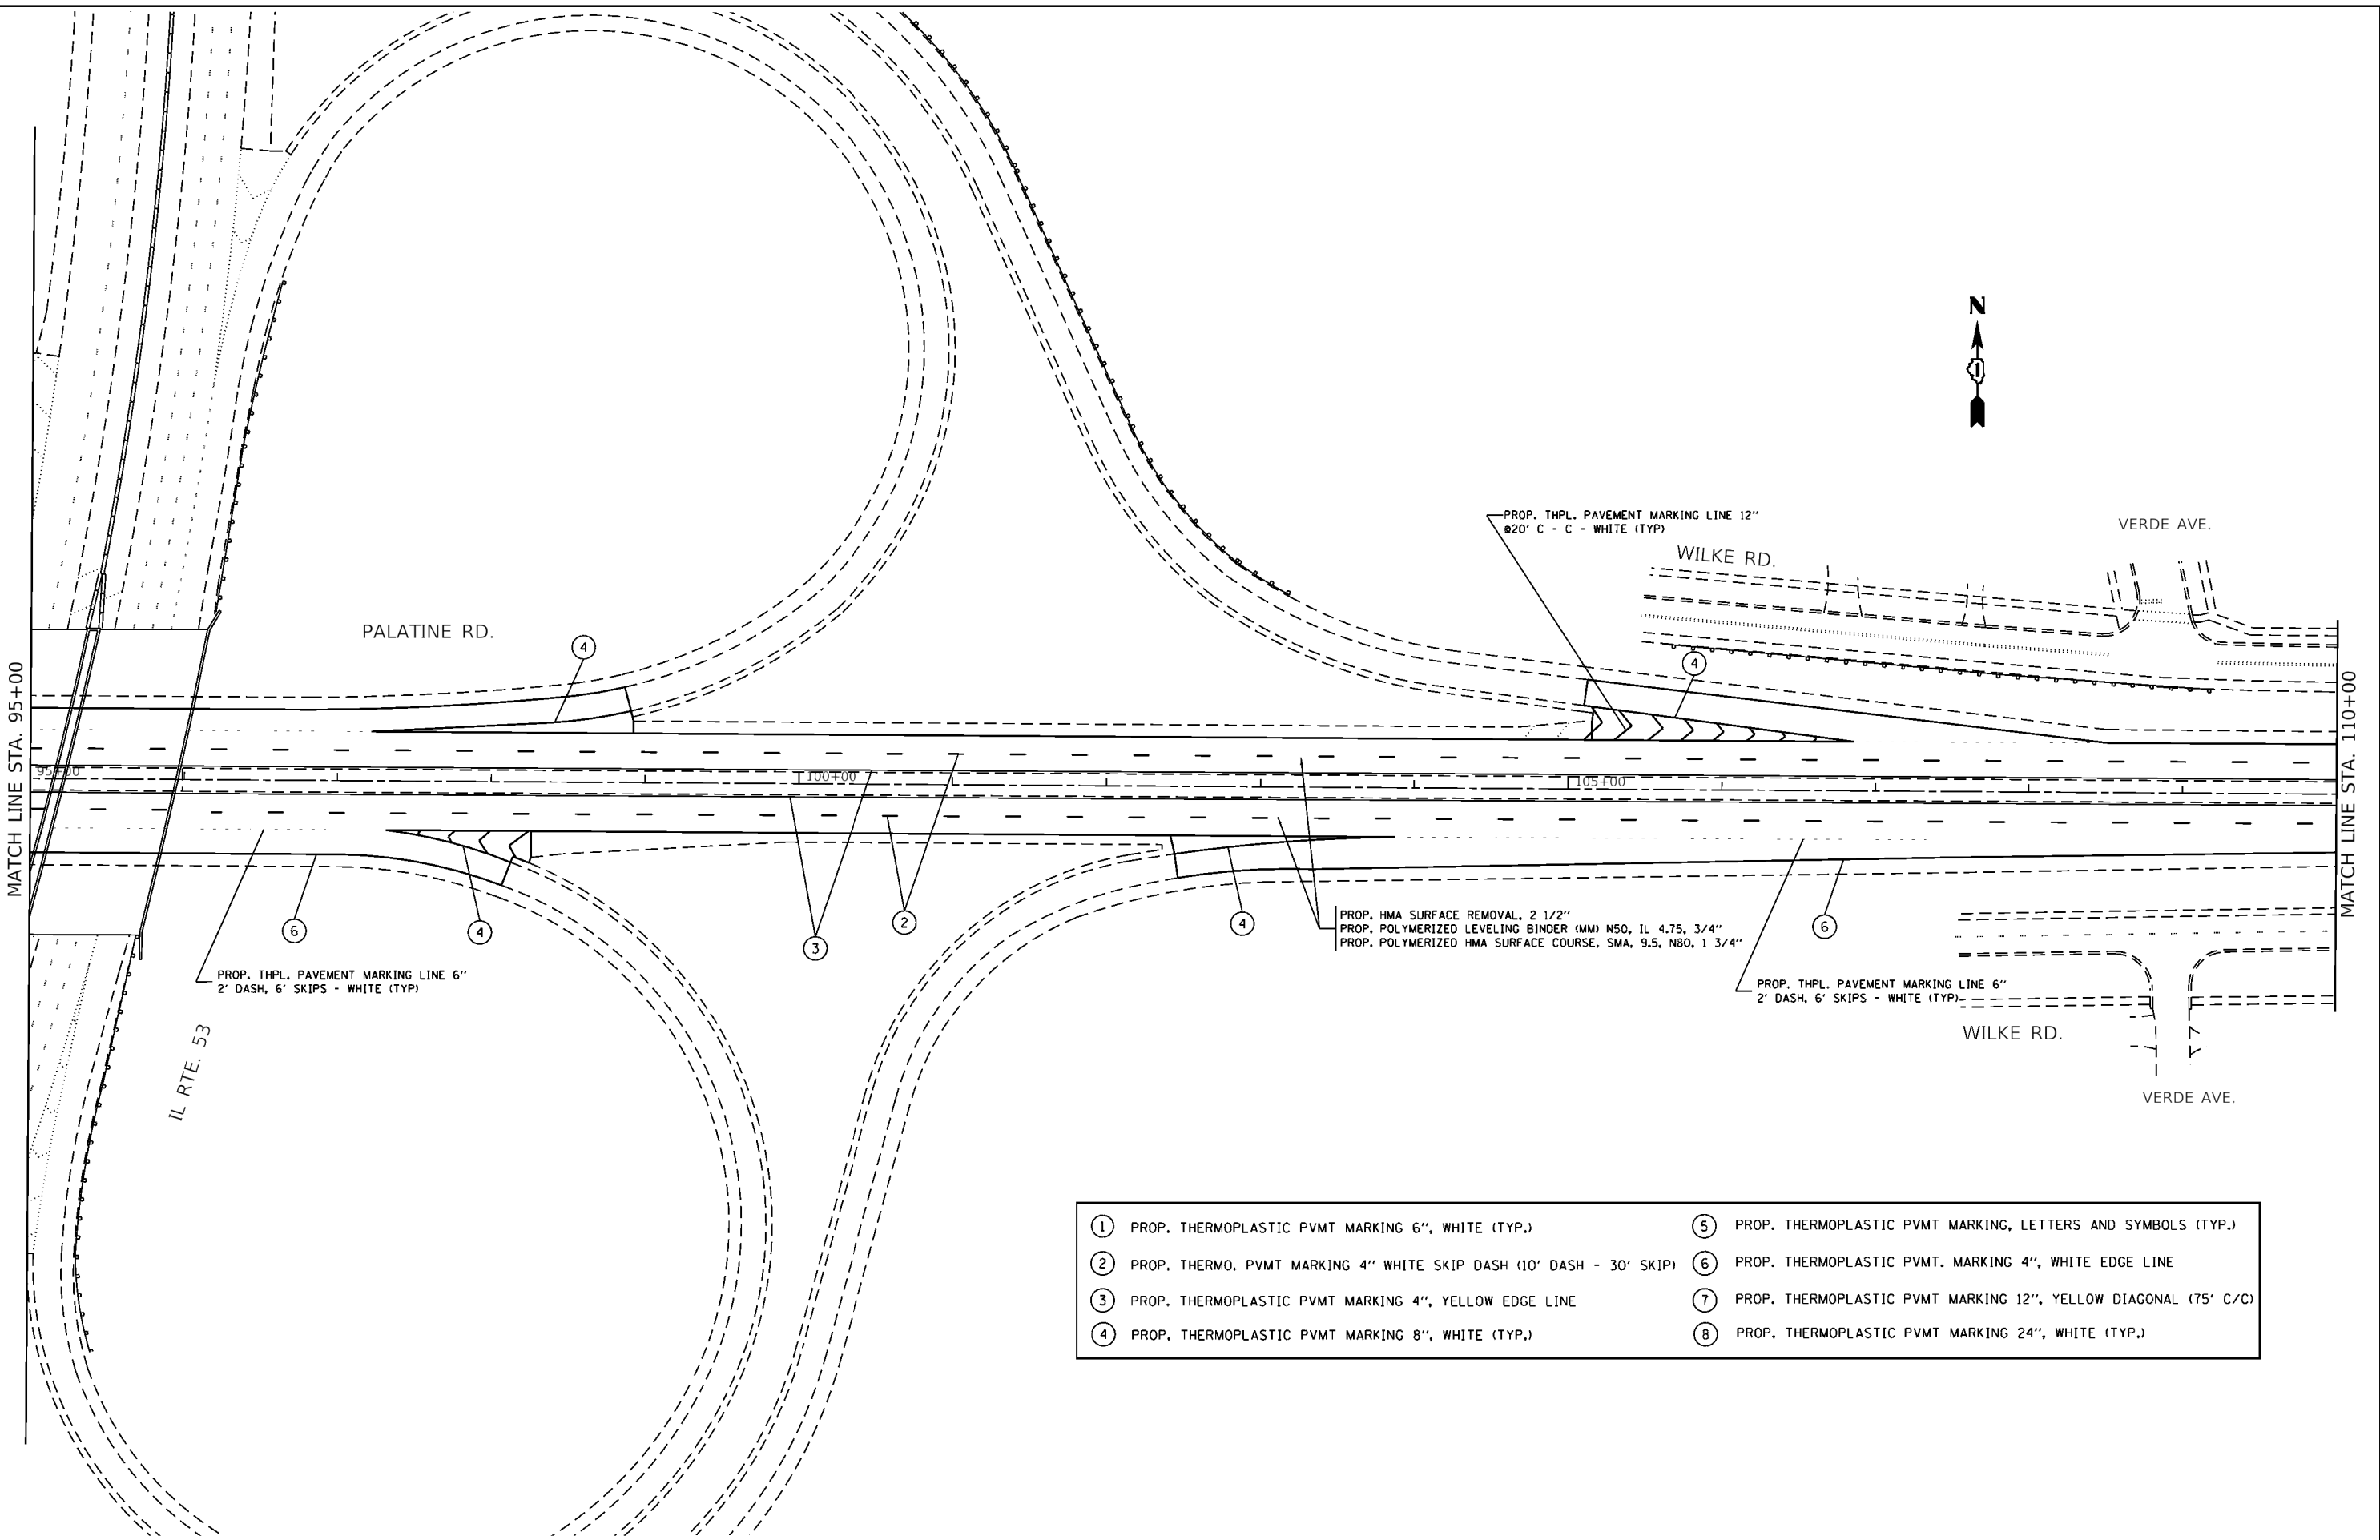 N
PROP. THPL. PAVEMENT MARKING LINE 12"
@20' C - C - WHITE (TYP)
VERDE AVE.
WILKE RD.
PALATINE RD.
4
4
MATCH LINE STA. 95+00
MATCH LINE STA. 110+00
95+00
100+00
105+00
6
4
3
2
4
6
PROP. HMA SURFACE REMOVAL, 2 1/2"
PROP. POLYMERIZED LEVELING BINDER (MM) N50, IL 4.75, 3/4"
PROP. POLYMERIZED HMA SURFACE COURSE, SMA, 9.5, N80, 1 3/4"
PROP. THPL. PAVEMENT MARKING LINE 6"
2' DASH, 6' SKIPS - WHITE (TYP)
PROP. THPL. PAVEMENT MARKING LINE 6"
2' DASH, 6' SKIPS - WHITE (TYP)
IL RTE. 53
WILKE RD.
VERDE AVE.
1 PROP. THERMOPLASTIC PVMT MARKING 6", WHITE (TYP.)
2 PROP. THERMO. PVMT MARKING 4" WHITE SKIP DASH (10' DASH - 30' SKIP)
3 PROP. THERMOPLASTIC PVMT MARKING 4", YELLOW EDGE LINE
4 PROP. THERMOPLASTIC PVMT MARKING 8", WHITE (TYP.)
5 PROP. THERMOPLASTIC PVMT MARKING, LETTERS AND SYMBOLS (TYP.)
6 PROP. THERMOPLASTIC PVMT. MARKING 4", WHITE EDGE LINE
7 PROP. THERMOPLASTIC PVMT MARKING 12", YELLOW DIAGONAL (75' C/C)
8 PROP. THERMOPLASTIC PVMT MARKING 24", WHITE (TYP.)